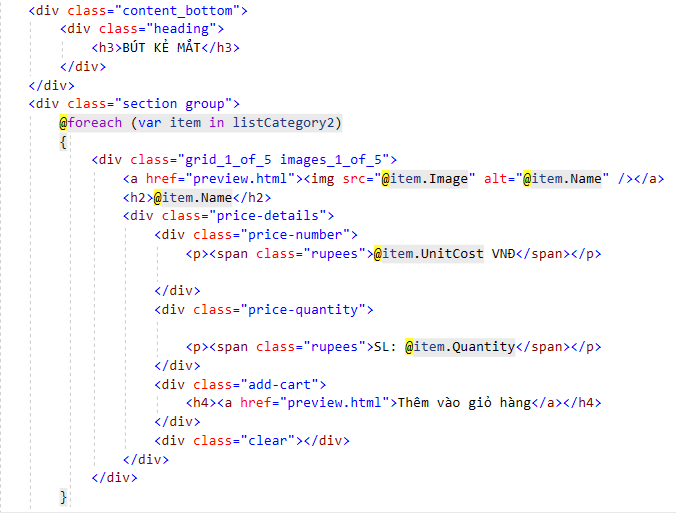 <div class="content_bottom">
<div class="heading">
<h3>BÚT KẺ MẮT</h3>
</div>
</div>
<div class="section group">
@foreach (var item in listCategory2)
{
<div class="grid_1_of_5 images_1_of_5">
<a href="preview.html"><img src="@item.Image" alt="@item.Name" /></a>
<h2>@item.Name</h2>
<div class="price-details">
<div class="price-number">
<p><span class="rupees">@item.UnitCost VNĐ</span></p>
</div>
<div class="price-quantity">
<p><span class="rupees">SL: @item.Quantity</span></p>
</div>
<div class="add-cart">
<h4><a href="preview.html">Thêm vào giỏ hàng</a></h4>
</div>
<div class="clear"></div>
</div>
</div>
}